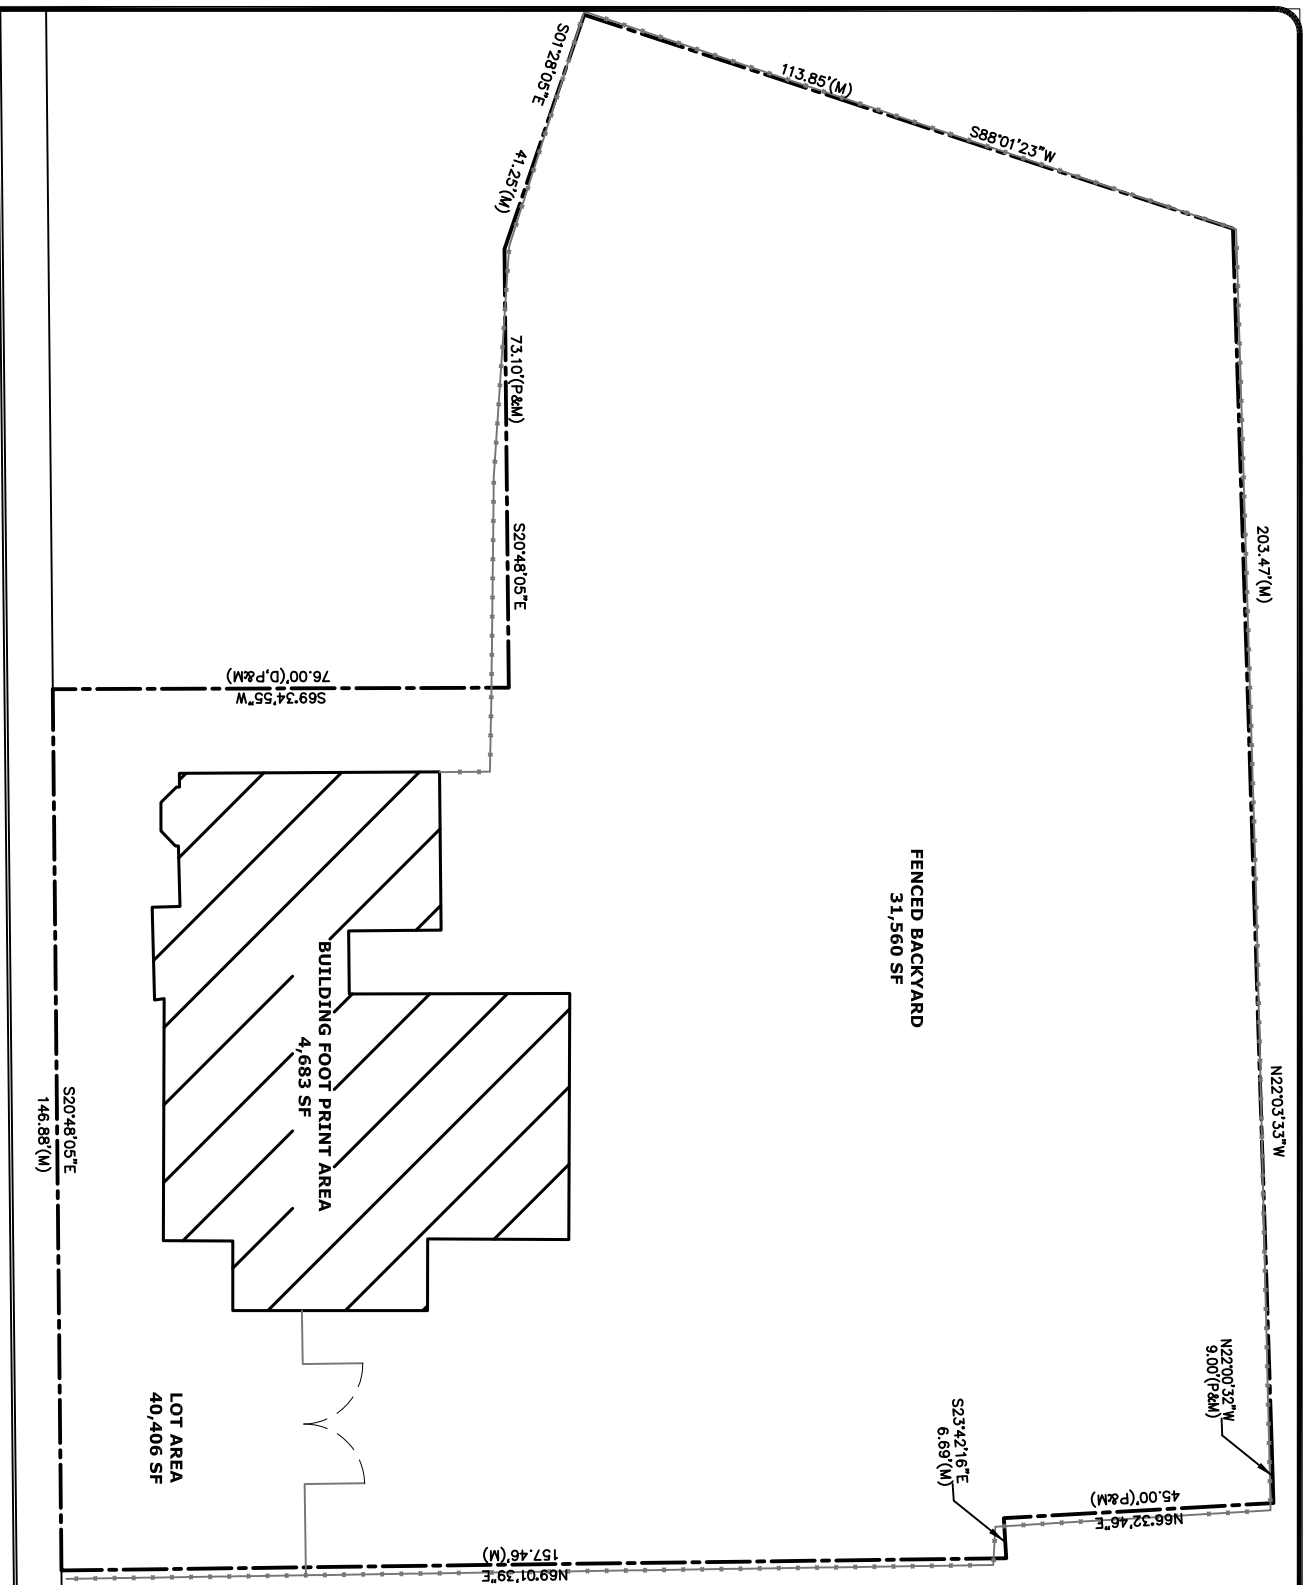 S01°28'05"E
41.25'(M)
113.85'(M)
S88°01'23"W
73.10'(P&M)
S20°48'05"E
203.47'(M)
N22°03'33"W
76.00'(D,P&M)
S69°34'55"W
FENCED BACKYARD
31,560 SF
BUILDING FOOT PRINT AREA
4,683 SF
S20°48'05"E
146.88'(M)
LOT AREA
40,406 SF
N22°00'32"W
9.00'(P&M)
S23°42'16"E
6.69'(M)
45.00'(P&M)
N66°32'46"E
157.46'(M)
N69°01'39"E